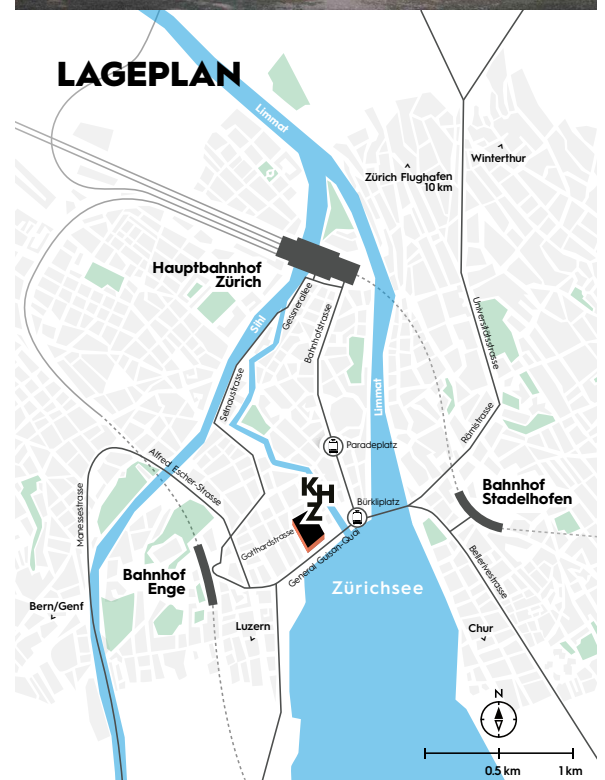 LAGEPLAN
Limmat
Winterthur
Zürich Flughafen
10 km
Hauptbahnhof
Zürich
Gessnerallee
Sihl
Bahnhofstrasse
Universitätsstrasse
Selnaustrasse
Limmat
Rämistrasse
Paradeplatz
Alfred Escher-Strasse
Manessestrasse
KH
Z
Bürkliplatz
Bahnhof
Stadelhofen
Gotthardstrasse
General Guisan-Quai
Bellerivestrasse
Bahnhof
Enge
Zürichsee
Bern/Genf
Luzern
Chur
N
0.5 km
1 km